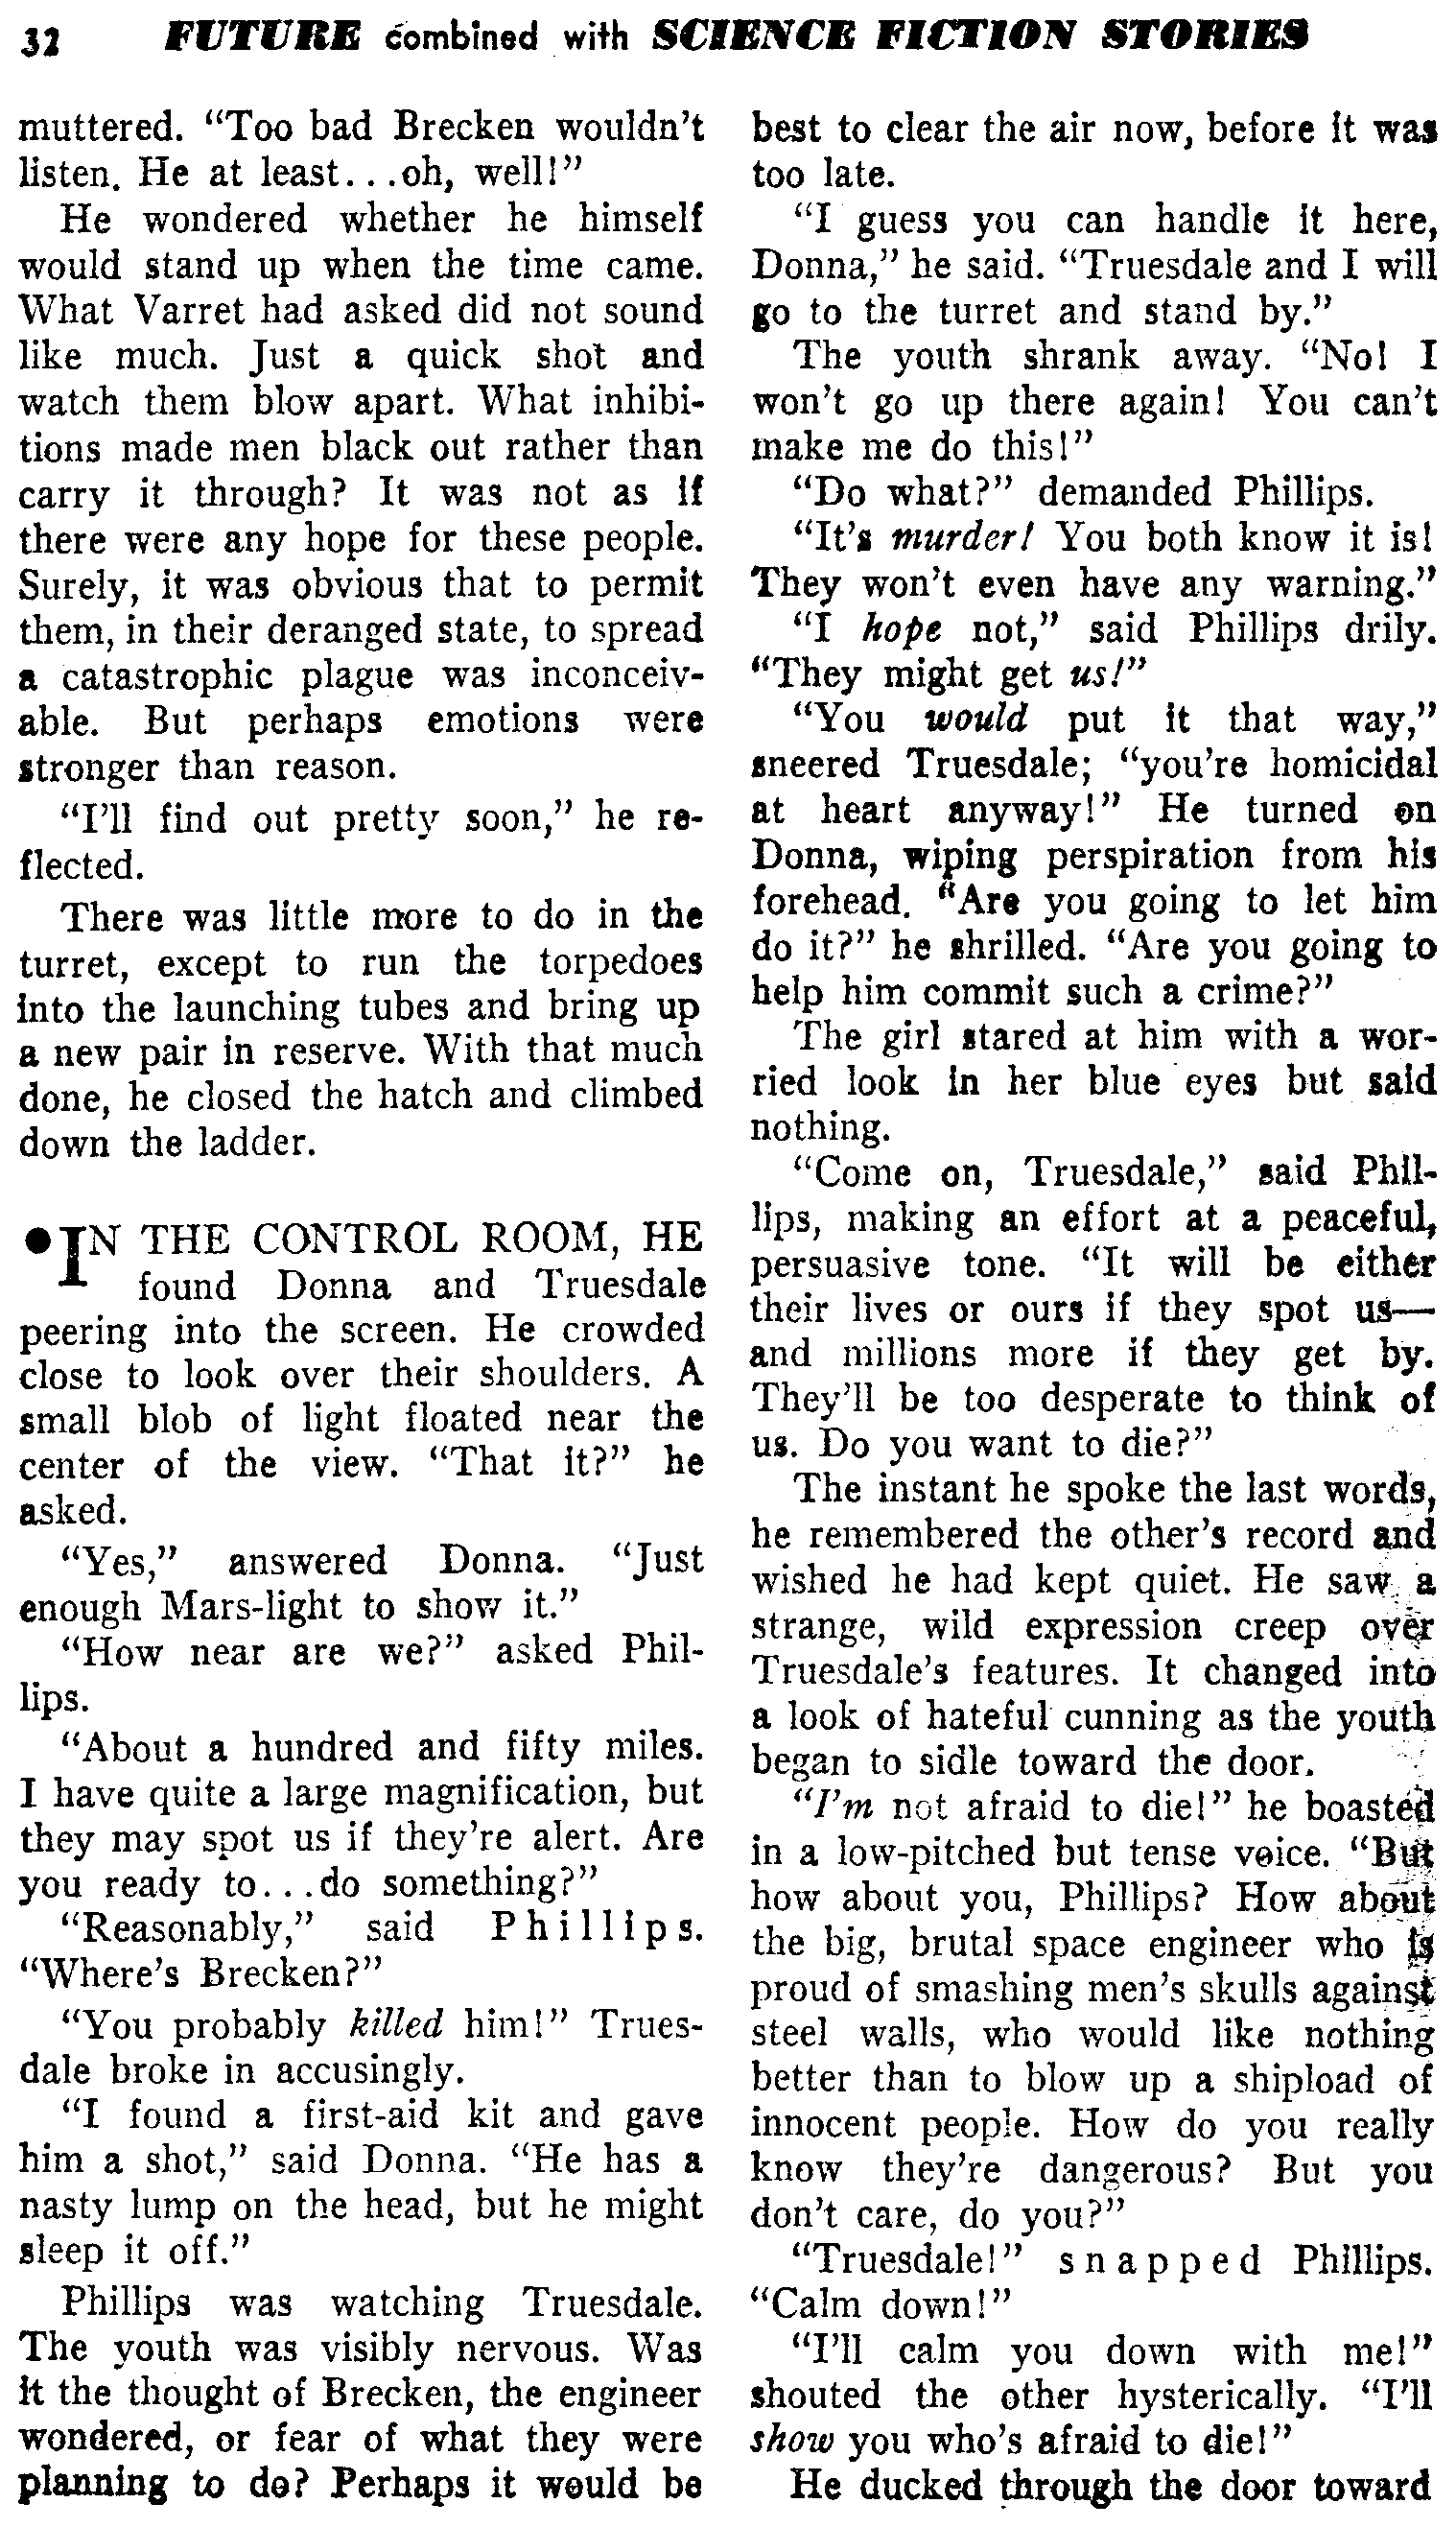 32 FUTURE combined with SCIENCE FICTION STORIES
muttered. “Too bad Brecken wouldn’t
listen. He at least...oh, well!”
He wondered whether he himself
would stand up when the time came.
What Varret had asked did not sound
like much. Just a quick shot and
watch them blow apart. What inhibi-
tions made men black out rather than
carry it through? It was not as if
there were any hope for these people.
Surely, it was obvious that to permit
them, in their deranged state, to spread
a catastrophic plague was inconceiv-
able. But perhaps emotions were
stronger than reason.
“I’ll find out pretty soon,” he re-
flected.
There was little more to do in the
turret, except to run the torpedoes
into the launching tubes and bring up
a new pair in reserve. With that much
done, he closed the hatch and climbed
down the ladder.
●IN THE CONTROL ROOM, HE
found Donna and Truesdale
peering into the screen. He crowded
close to look over their shoulders. A
small blob of light floated near the
center of the view. “That it?” he
asked.
“Yes,” answered Donna. “Just
enough Mars-light to show it.”
“How near are we?” asked Phil-
lips.
“About a hundred and fifty miles.
I have quite a large magnification, but
they may spot us if they’re alert. Are
you ready to...do something?”
“Reasonably,” said Phillips.
“Where’s Brecken?”
“You probably killed him!” Trues-
dale broke in accusingly.
“I found a first-aid kit and gave
him a shot,” said Donna. “He has a
nasty lump on the head, but he might
sleep it off.”
Phillips was watching Truesdale.
The youth was visibly nervous. Was
it the thought of Brecken, the engineer
wondered, or fear of what they were
planning to do? Perhaps it would be
best to clear the air now, before it was
too late.
“I guess you can handle it here,
Donna,” he said. “Truesdale and I will
go to the turret and stand by.”
The youth shrank away. “No! I
won’t go up there again! You can’t
make me do this!”
“Do what?” demanded Phillips.
“It’s murder! You both know it is!
They won’t even have any warning.”
“I hope not,” said Phillips drily.
“They might get us!”
“You would put it that way,”
sneered Truesdale; “you’re homicidal
at heart anyway!” He turned on
Donna, wiping perspiration from his
forehead. “Are you going to let him
do it?” he shrilled. “Are you going to
help him commit such a crime?”
The girl stared at him with a wor-
ried look in her blue eyes but said
nothing.
“Come on, Truesdale,” said Phil-
lips, making an effort at a peaceful,
persuasive tone. “It will be either
their lives or ours if they spot us—
and millions more if they get by.
They’ll be too desperate to think of
us. Do you want to die?”
The instant he spoke the last words,
he remembered the other’s record and
wished he had kept quiet. He saw a
strange, wild expression creep over
Truesdale’s features. It changed into
a look of hateful cunning as the youth
began to sidle toward the door.
“I’m not afraid to die!” he boasted
in a low-pitched but tense voice. “But
how about you, Phillips? How about
the big, brutal space engineer who is
proud of smashing men’s skulls against
steel walls, who would like nothing
better than to blow up a shipload of
innocent people. How do you really
know they’re dangerous? But you
don’t care, do you?”
“Truesdale!” snapped Phillips.
“Calm down!”
“I’ll calm you down with me!”
shouted the other hysterically. “I’ll
show you who’s afraid to die!”
He ducked through the door toward